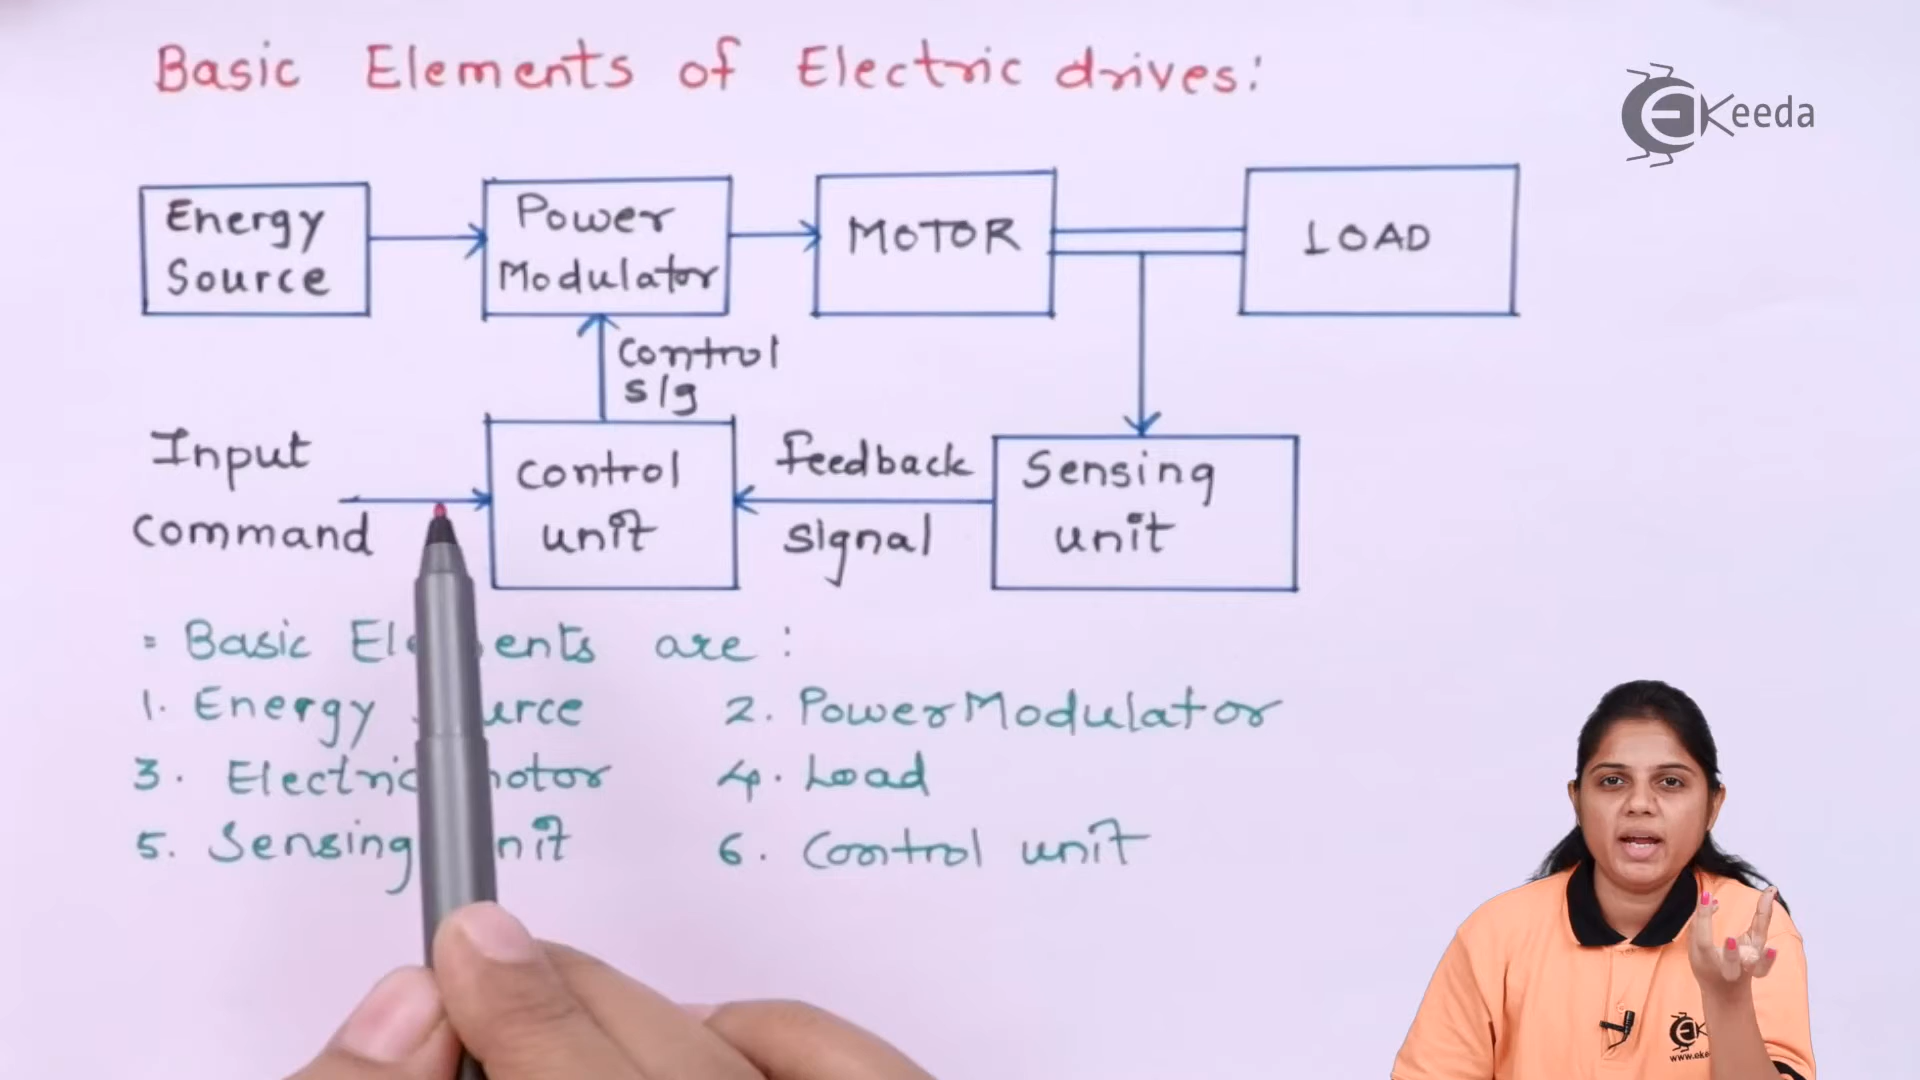 Basic Elements of Electric drives:
EKeeda
Energy Source
Power Modulator
MOTOR
LOAD
Control s/g
Input Command
Control unit
feedback signal
Sensing unit
= Basic El ents are :
1. Energy urce
2. Power Modulator
3. Electric otor
4. Load
5. Sensing nit
6. Control unit